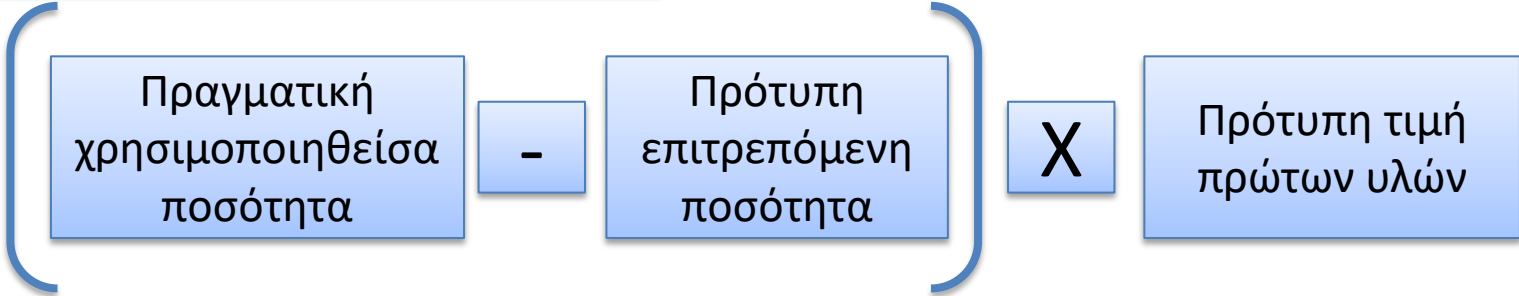 Πραγματική
χρησιμοποιηθείσα
ποσότητα
-
Πρότυπη
επιτρεπόμενη
ποσότητα
X
Πρότυπη τιμή
πρώτων υλών